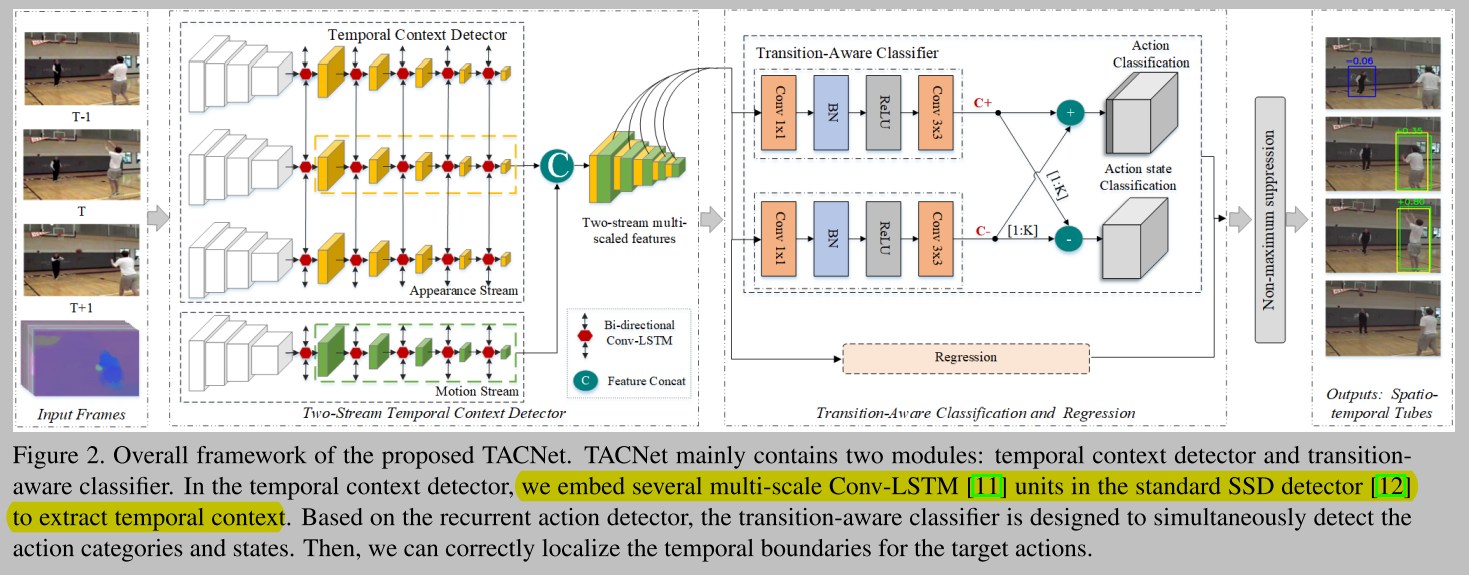 T-1
T
T+1
Input Frames
Temporal Context Detector
Appearance Stream
Motion Stream
Two-Stream Temporal Context Detector
C
Two-stream multi-
scaled features
Bi-directional
Conv-LSTM
C
Feature Concat
Transition-Aware Classifier
Conv 1x1
BN
ReLU
Conv 3x3
C+
+
Action
Classification
[1:K]
Action state
Classification
Conv 1x1
BN
ReLU
Conv 3x3
C-
[1:K]
-
Regression
Transition-Aware Classification and Regression
Non-maximum suppression
-0.06
Outputs: Spatio-
temporal Tubes
Figure 2. Overall framework of the proposed TACNet. TACNet mainly contains two modules: temporal context detector and transition-
aware classifier. In the temporal context detector, we embed several multi-scale Conv-LSTM [11] units in the standard SSD detector [12]
to extract temporal context. Based on the recurrent action detector, the transition-aware classifier is designed to simultaneously detect the
action categories and states. Then, we can correctly localize the temporal boundaries for the target actions.